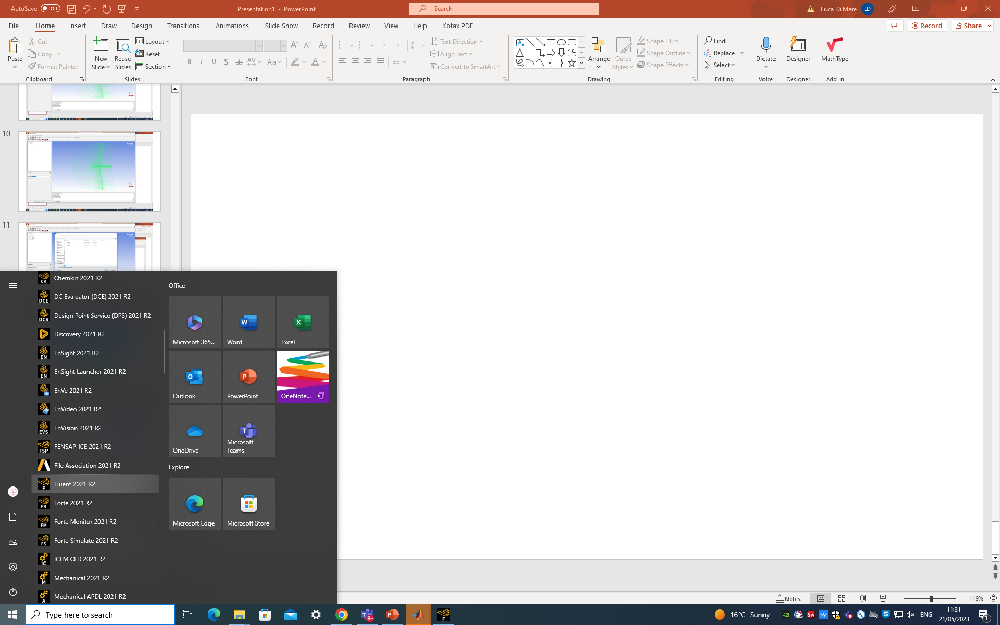 AutoSave Off Presentation1 - PowerPoint Search Luca Di Mare LD
File Home Insert Draw Design Transitions Animations Slide Show Record Review View Help Kofax PDF Record Share
Paste
Cut
Copy
Format Painter
Clipboard
New Slide
Reuse Slides
Layout
Reset
Section
Slides
B I U S ab AV Aa A
Font
Text Direction
Align Text
Convert to SmartArt
Paragraph
Arrange
Quick Styles
Shape Fill
Shape Outline
Shape Effects
Drawing
Find
Replace
Select
Editing
Dictate
Voice
Designer
Designer
MathType
Add-in
10
11
Chemkin 2021 R2
DC Evaluator (DCE) 2021 R2
Design Point Service (DPS) 2021 R2
Discovery 2021 R2
EnSight 2021 R2
EnSight Launcher 2021 R2
EnVe 2021 R2
EnVideo 2021 R2
EnVision 2021 R2
FENSAP-ICE 2021 R2
File Association 2021 R2
Fluent 2021 R2
Forte 2021 R2
Forte Monitor 2021 R2
Forte Simulate 2021 R2
ICEM CFD 2021 R2
Mechanical 2021 R2
Mechanical APDL 2021 R2
Office
Microsoft 365...
Word
Excel
Outlook
PowerPoint
OneNote...
OneDrive
Microsoft Teams
Explore
Microsoft Edge
Microsoft Store
Notes
119%
Type here to search
16°C Sunny
ENG
11:31
21/05/2023
1